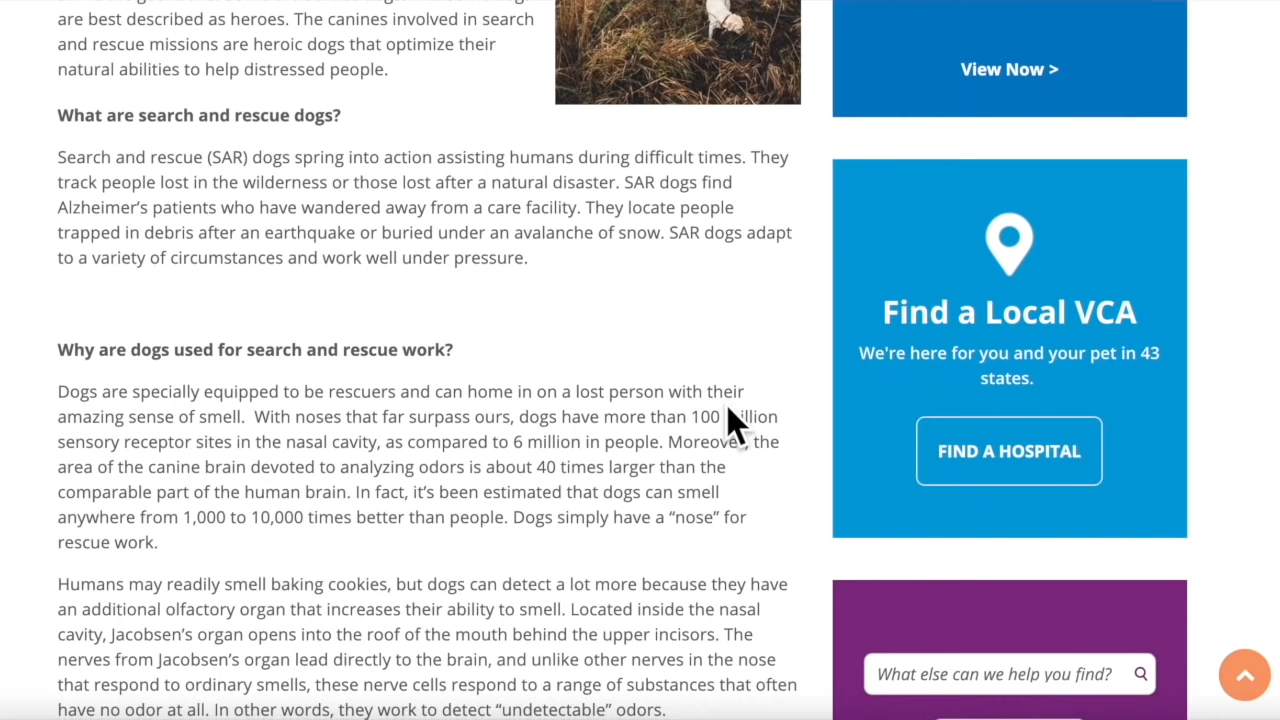 are best described as heroes. The canines involved in search
and rescue missions are heroic dogs that optimize their
natural abilities to help distressed people.
What are search and rescue dogs?
Search and rescue (SAR) dogs spring into action assisting humans during difficult times. They
track people lost in the wilderness or those lost after a natural disaster. SAR dogs find
Alzheimer’s patients who have wandered away from a care facility. They locate people
trapped in debris after an earthquake or buried under an avalanche of snow. SAR dogs adapt
to a variety of circumstances and work well under pressure.
Why are dogs used for search and rescue work?
Dogs are specially equipped to be rescuers and can home in on a lost person with their
amazing sense of smell.  With noses that far surpass ours, dogs have more than 100 million
sensory receptor sites in the nasal cavity, as compared to 6 million in people. Moreover, the
area of the canine brain devoted to analyzing odors is about 40 times larger than the
comparable part of the human brain. In fact, it’s been estimated that dogs can smell
anywhere from 1,000 to 10,000 times better than people. Dogs simply have a “nose” for
rescue work.
Humans may readily smell baking cookies, but dogs can detect a lot more because they have
an additional olfactory organ that increases their ability to smell. Located inside the nasal
cavity, Jacobsen’s organ opens into the roof of the mouth behind the upper incisors. The
nerves from Jacobsen’s organ lead directly to the brain, and unlike other nerves in the nose
that respond to ordinary smells, these nerve cells respond to a range of substances that often
have no odor at all. In other words, they work to detect “undetectable” odors.
View Now >
Find a Local VCA
We're here for you and your pet in 43
states.
FIND A HOSPITAL
What else can we help you find?